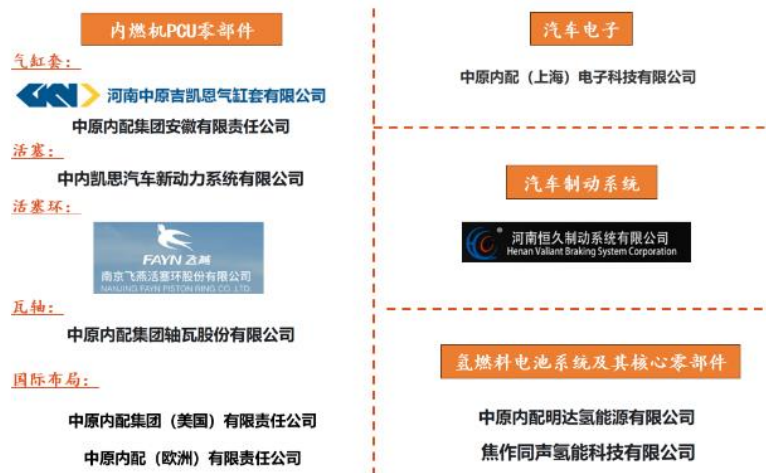 内燃机PCU零部件
气缸套：
GKN 河南中原吉凯恩气缸套有限公司
中原内配集团安徽有限责任公司
活塞：
中内凯思汽车新动力系统有限公司
活塞环：
FAYN 飞燕
南京飞燕活塞环股份有限公司
NANJING FAYN PISTON RING CO.,LTD
瓦轴：
中原内配集团轴瓦股份有限公司
国际布局：
中原内配集团（美国）有限责任公司
中原内配（欧洲）有限责任公司
汽车电子
中原内配（上海）电子科技有限公司
汽车制动系统
河南恒久制动系统有限公司
Henan Valiant Braking System Corporation
氢燃料电池系统及其核心零部件
中原内配明达氢能源有限公司
焦作同声氢能科技有限公司